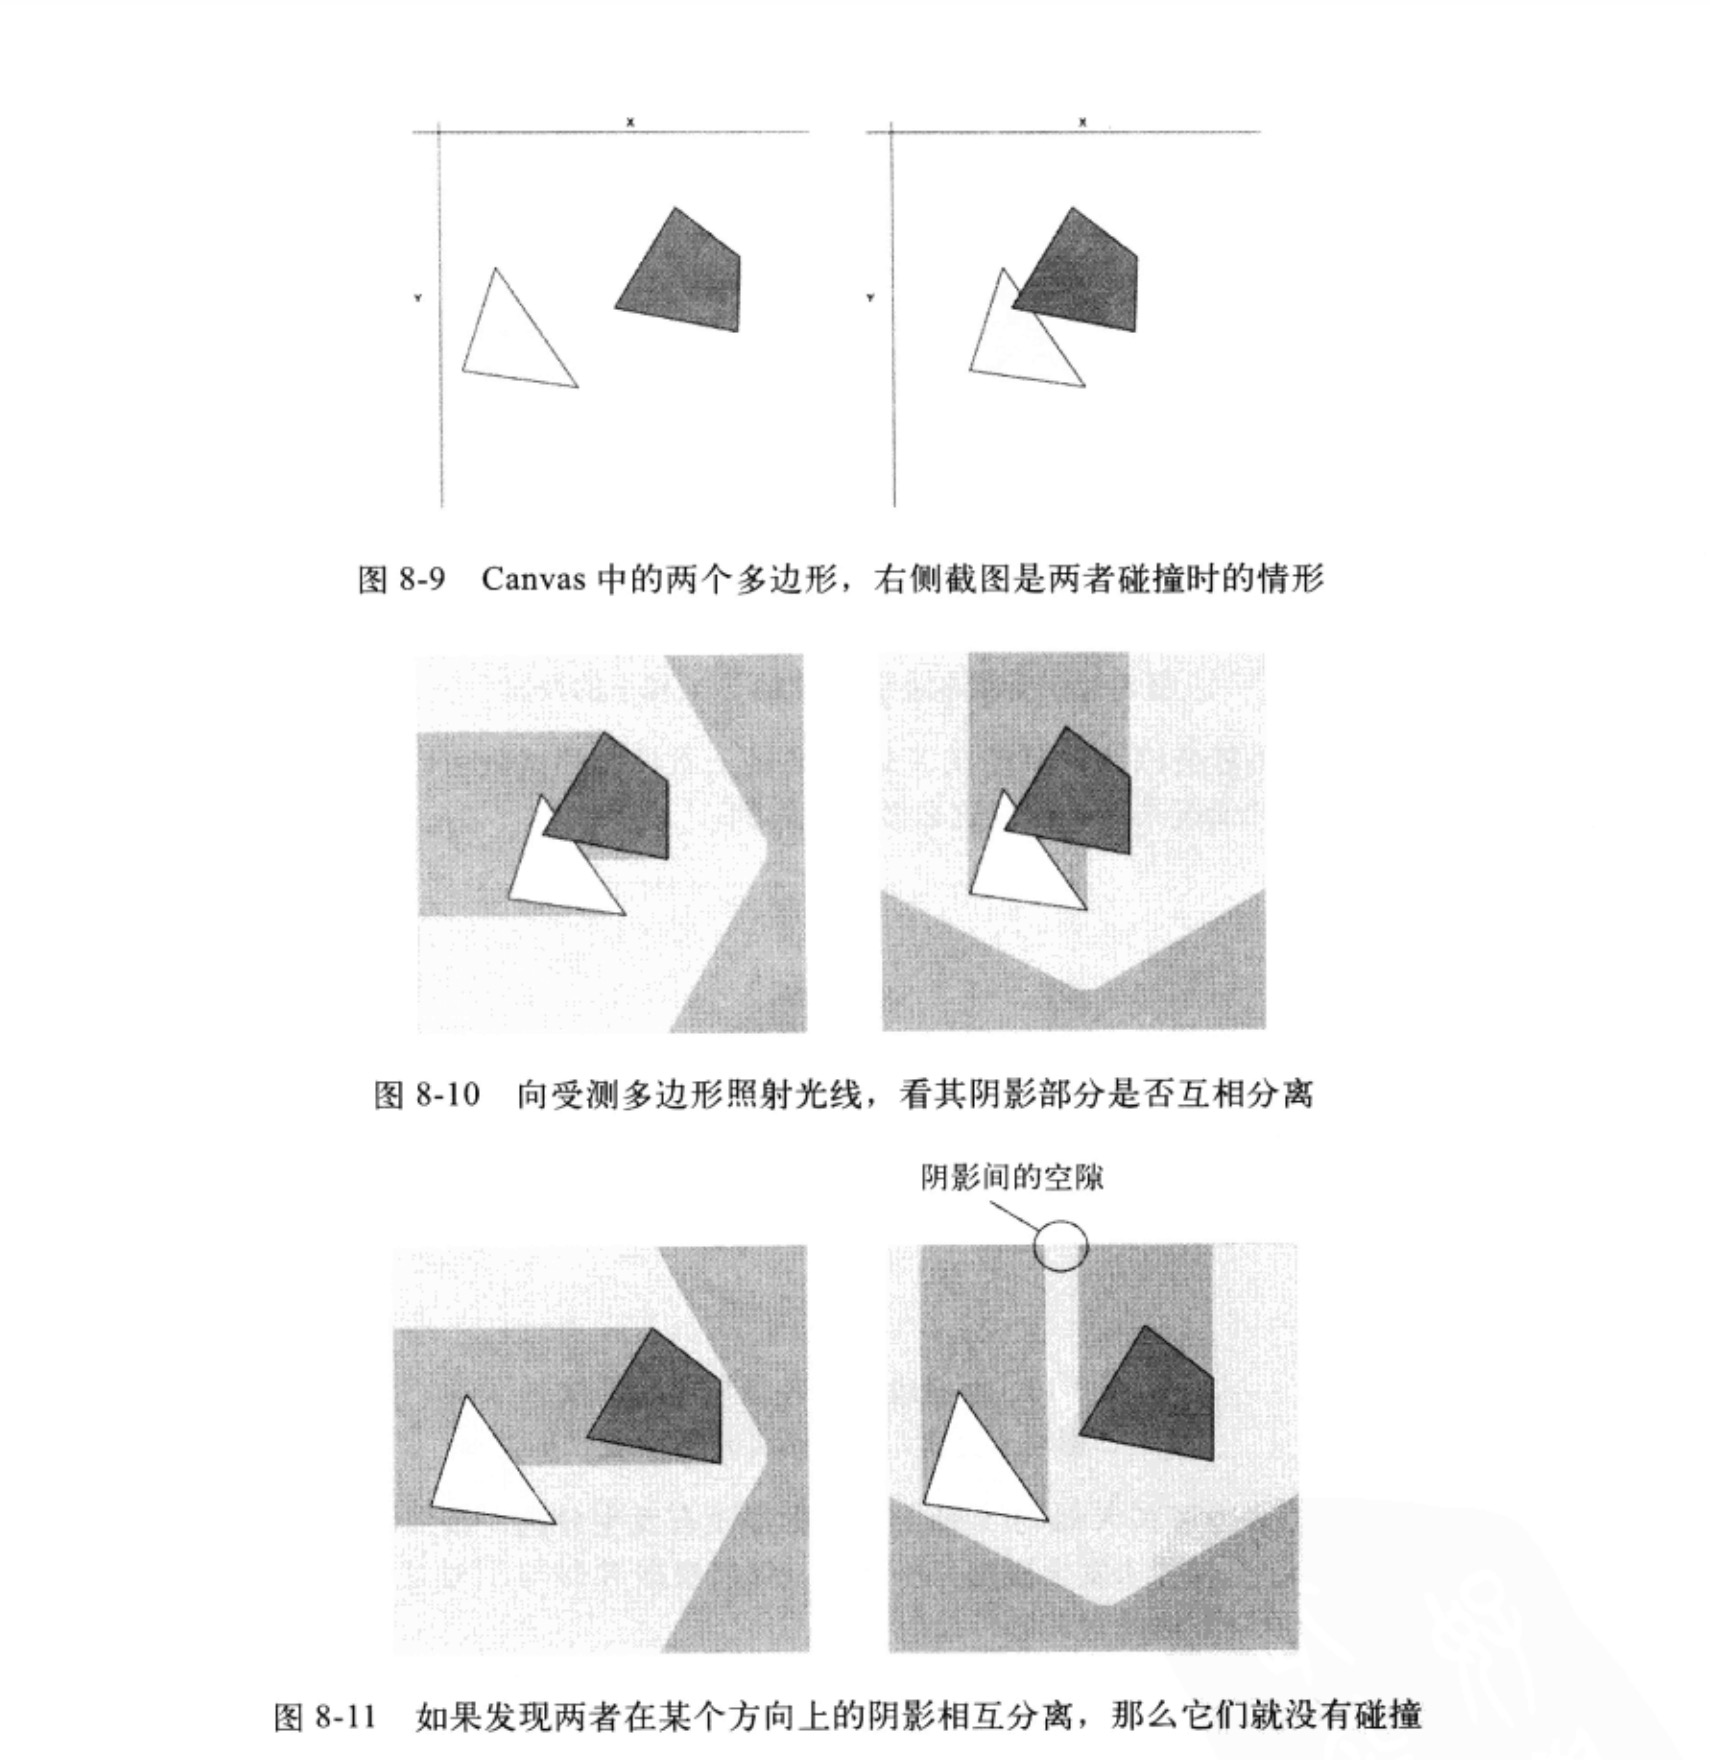 X
X
Y
Y
图 8-9 Canvas 中的两个多边形，右侧截图是两者碰撞时的情形
图 8-10 向受测多边形照射光线，看其阴影部分是否互相分离
阴影间的空隙
图 8-11 如果发现两者在某个方向上的阴影相互分离，那么它们就没有碰撞